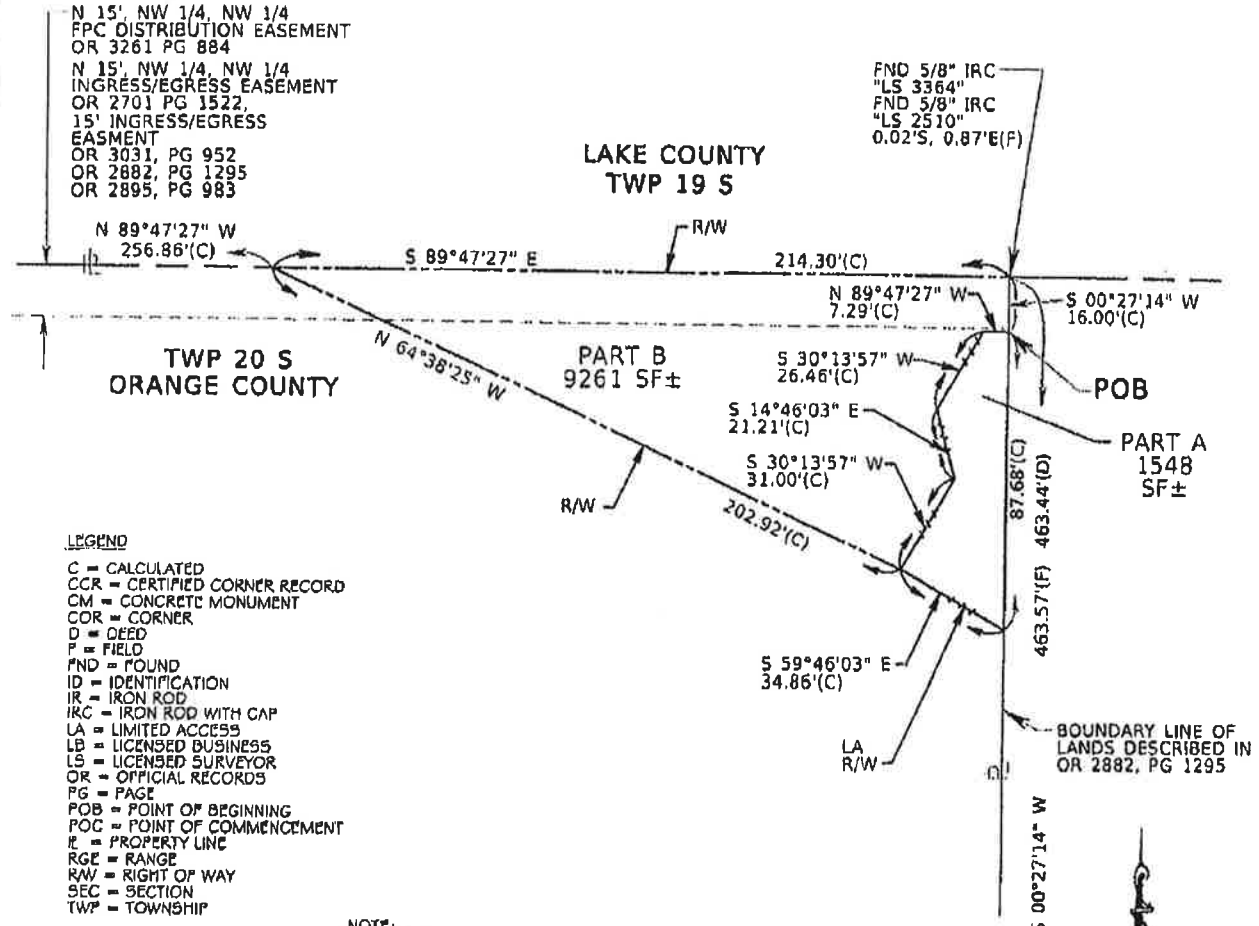 N 15', NW 1/4, NW 1/4
FPC DISTRIBUTION EASEMENT
OR 3261 PG 884
N 15', NW 1/4, NW 1/4
INGRESS/EGRESS EASEMENT
OR 2701 PG 1522,
15' INGRESS/EGRESS
EASMENT
OR 3031, PG 952
OR 2882, PG 1295
OR 2895, PG 983
FND 5/8" IRC
"LS 3364"
FND 5/8" IRC
"LS 2510"
0.02'S, 0.87'E(F)
LAKE COUNTY
TWP 19 S
R/W
N 89°47'27" W
256.86'(C)
S 89°47'27" E
214.30'(C)
N 89°47'27" W
7.29'(C)
S 00°27'14" W
16.00'(C)
TWP 20 S
ORANGE COUNTY
N 64°38'25" W
202.92'(C)
PART B
9261 SF±
S 30°13'57" W
26.46'(C)
S 14°46'03" E
21.21'(C)
S 30°13'57" W
31.00'(C)
POB
PART A
1548
SF±
87.68'(C)
463.44'(D)
463.57'(F)
R/W
S 59°46'03" E
34.86'(C)
LA
R/W
BOUNDARY LINE OF
LANDS DESCRIBED IN
OR 2882, PG 1295
S 00°27'14" W
LEGEND
C = CALCULATED
CCR = CERTIFIED CORNER RECORD
CM = CONCRETE MONUMENT
COR = CORNER
D = DEED
F = FIELD
FND = FOUND
ID = IDENTIFICATION
IR = IRON ROD
IRC = IRON ROD WITH CAP
LA = LIMITED ACCESS
LB = LICENSED BUSINESS
LS = LICENSED SURVEYOR
OR = OFFICIAL RECORDS
PG = PAGE
POB = POINT OF BEGINNING
POC = POINT OF COMMENCEMENT
PL = PROPERTY LINE
RGE = RANGE
R/W = RIGHT OF WAY
SEC = SECTION
TWP = TOWNSHIP
NOTE: